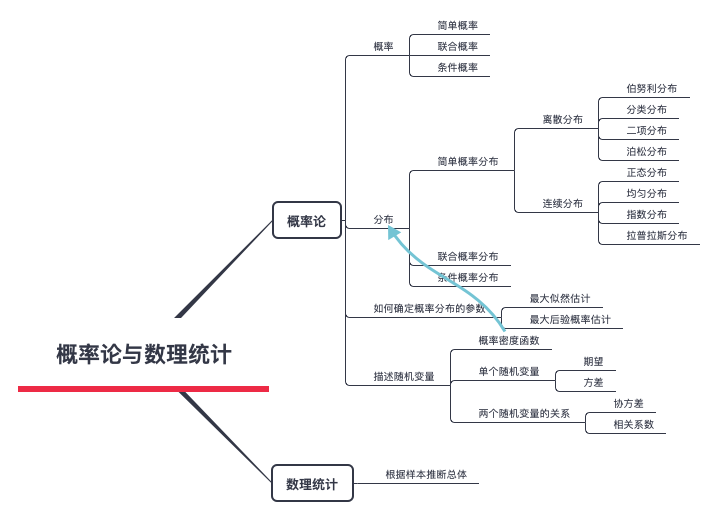 概率论与数理统计
概率论
概率
简单概率
联合概率
条件概率
分布
简单概率分布
离散分布
伯努利分布
分类分布
二项分布
泊松分布
连续分布
正态分布
均匀分布
指数分布
拉普拉斯分布
联合概率分布
条件概率分布
如何确定概率分布的参数
最大似然估计
最大后验概率估计
描述随机变量
概率密度函数
单个随机变量
期望
方差
两个随机变量的关系
协方差
相关系数
数理统计
根据样本推断总体